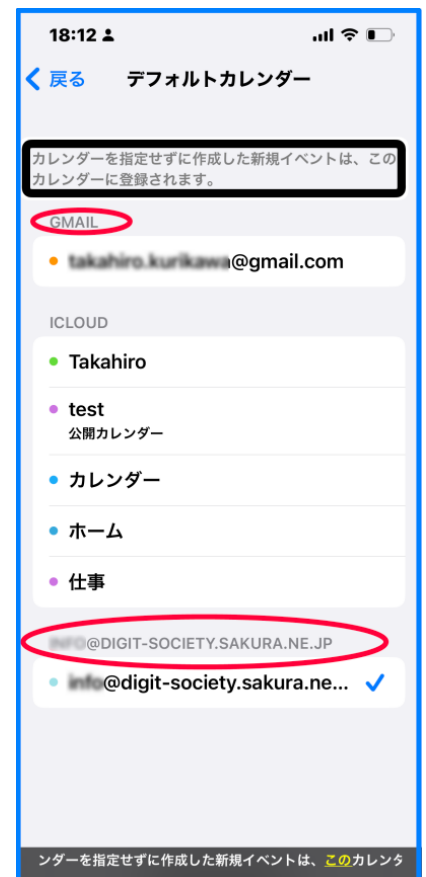 18:12
戻る デフォルトカレンダー
カレンダーを指定せずに作成した新規イベントは、この
カレンダーに登録されます。
GMAIL
@gmail.com
ICLOUD
Takahiro
test
公開カレンダー
カレンダー
ホーム
仕事
@DIGIT-SOCIETY.SAKURA.NE.JP
@digit-society.sakura.ne...
ンダーを指定せずに作成した新規イベントは、このカレンタ